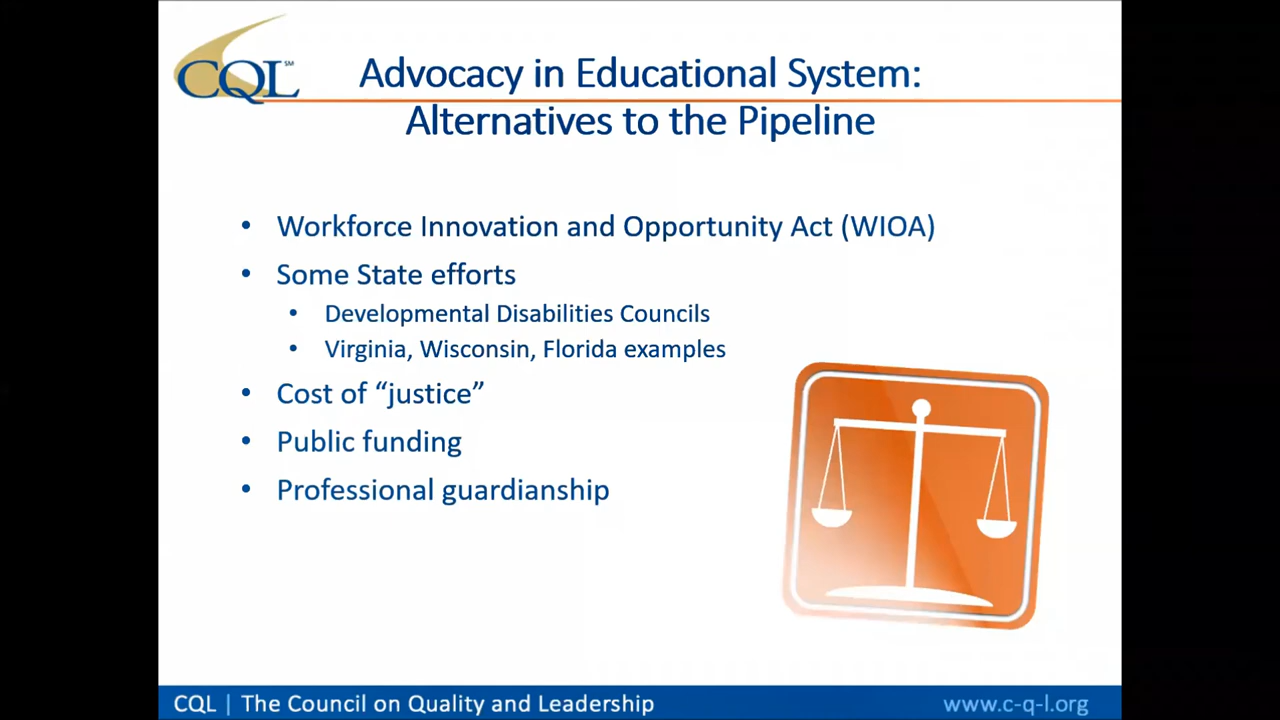 CQL SM
Advocacy in Educational System:
Alternatives to the Pipeline
• Workforce Innovation and Opportunity Act (WIOA)
• Some State efforts
• Developmental Disabilities Councils
• Virginia, Wisconsin, Florida examples
• Cost of “justice”
• Public funding
• Professional guardianship
CQL | The Council on Quality and Leadership
www.c-q-l.org